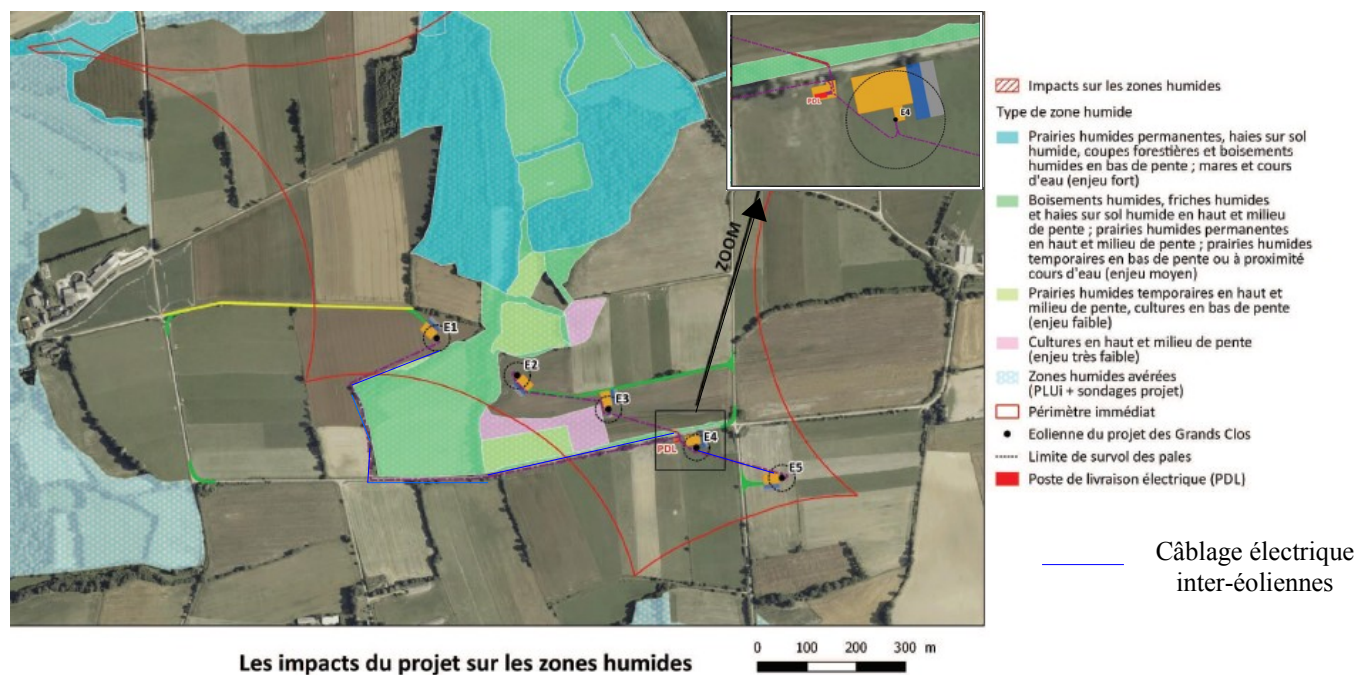 PDL
E4
ZOOM
E1
E2
E3
PDL
E4
E5
Impacts sur les zones humides
Type de zone humide
Prairies humides permanentes, haies sur sol
humide, coupes forestières et boisements
humides en bas de pente ; mares et cours
d'eau (enjeu fort)
Boisements humides, friches humides
et haies sur sol humide en haut et milieu
de pente ; prairies humides permanentes
en haut et milieu de pente ; prairies humides
temporaires en bas de pente ou à proximité
cours d'eau (enjeu moyen)
Prairies humides temporaires en haut et
milieu de pente, cultures en bas de pente
(enjeu faible)
Cultures en haut et milieu de pente
(enjeu très faible)
Zones humides avérées
(PLUi + sondages projet)
Périmètre immédiat
Eolienne du projet des Grands Clos
Limite de survol des pales
Poste de livraison électrique (PDL)
Câblage électrique
inter-éoliennes
Les impacts du projet sur les zones humides
0 100 200 300 m